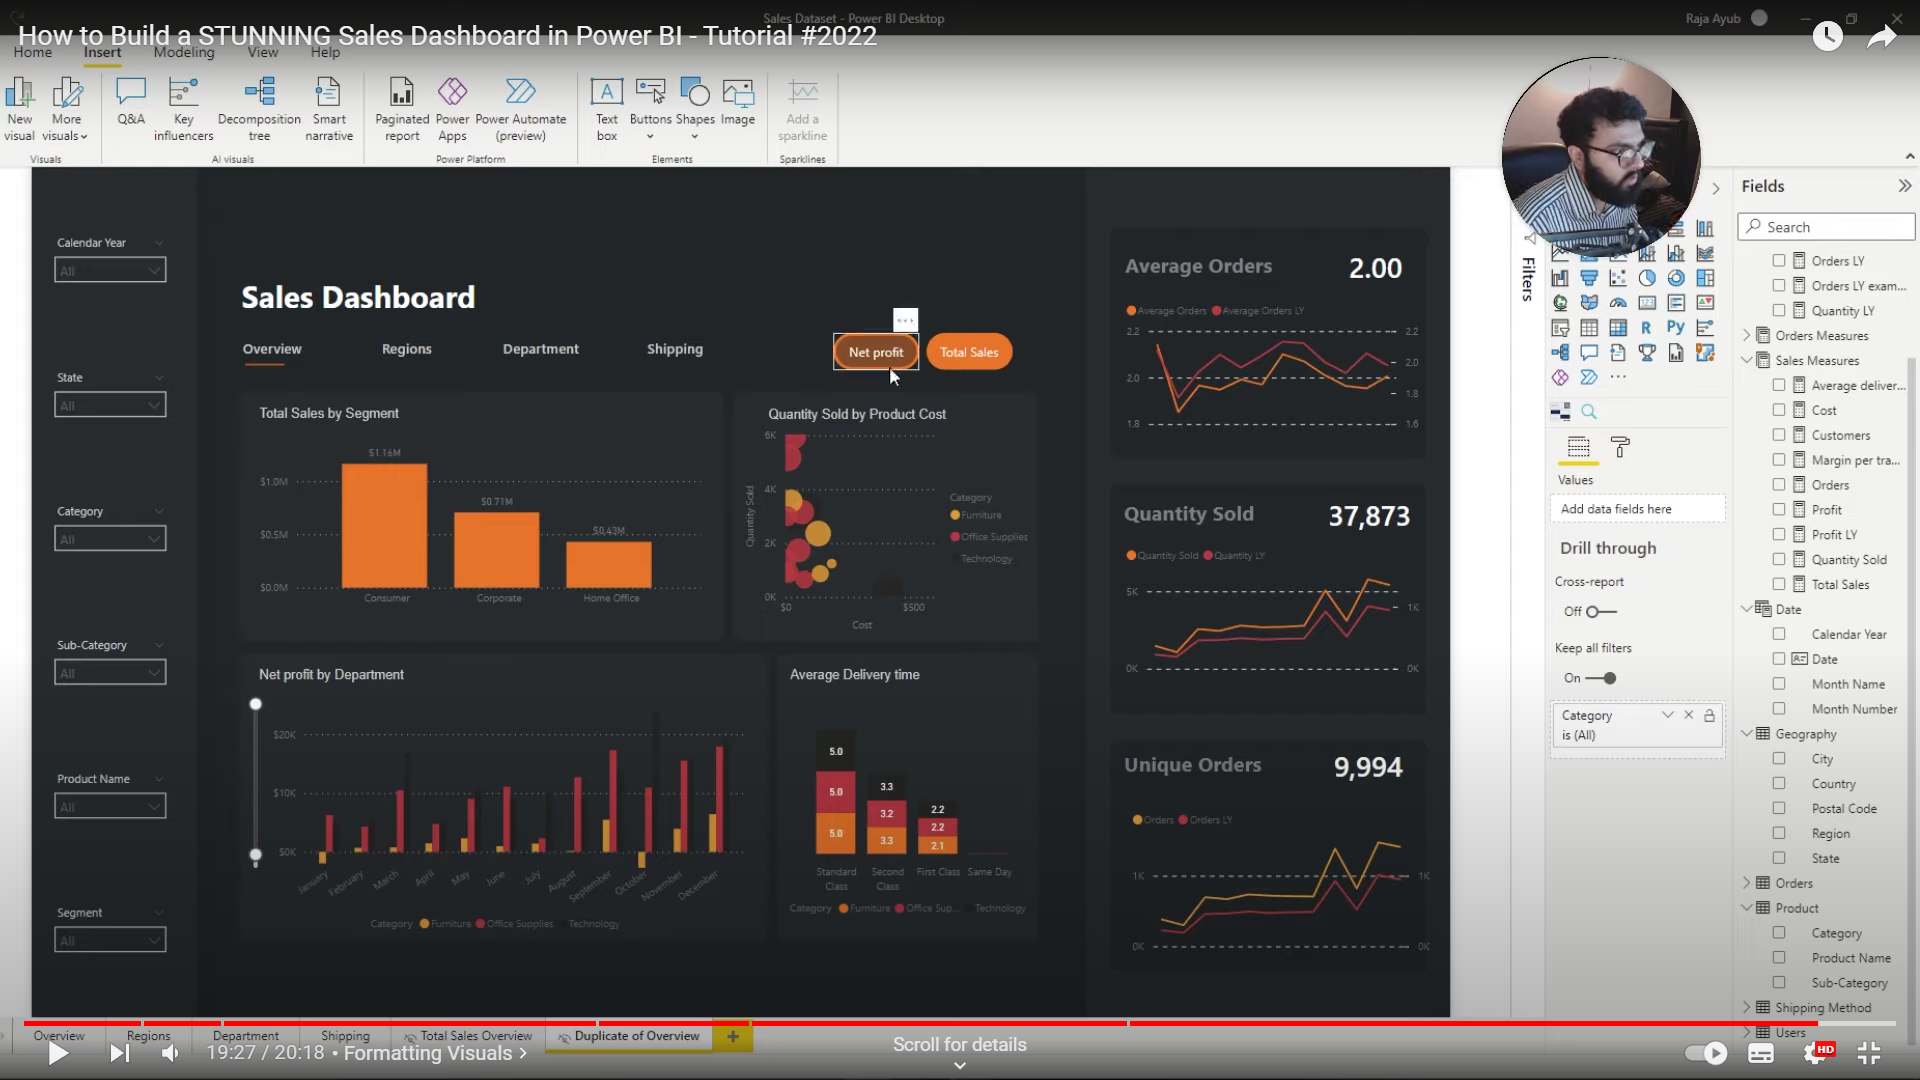 Sales Dataset - Power BI Desktop
Raja Ayub
How to Build a STUNNING Sales Dashboard in Power BI - Tutorial #2022
Home Insert Modeling View Help
New visual
More visuals
Visuals
Q&A
Key influencers
Decomposition tree
Smart narrative
AI visuals
Paginated report
Power Apps
Power Automate (preview)
Power Platform
Text box
Buttons
Shapes
Image
Elements
Add a sparkline
Sparklines
Calendar Year
All
State
All
Category
All
Sub-Category
All
Product Name
All
Segment
All
Sales Dashboard
Overview Regions Department Shipping
Net profit
Total Sales
Total Sales by Segment
$1.16M
$1.0M
$0.71M
$0.5M
$0.43M
$0.0M
Consumer Corporate Home Office
Quantity Sold by Product Cost
6K
4K
2K
0K
Quantity Sold
$0 $500
Cost
Category
Furniture
Office Supplies
Technology
Net profit by Department
$20K
$10K
$0K
January February March April May June July August September October November December
Category Furniture Office Supplies Technology
Average Delivery time
5.0
5.0
5.0
3.3
3.2
3.3
2.2
2.2
2.1
Standard Class
Second Class
First Class
Same Day
Category Furniture Office Sup... Technology
Average Orders 2.00
Average Orders Average Orders LY
2.2 2.2
2.0 2.0
1.8
1.8 1.6
Quantity Sold 37,873
Quantity Sold Quantity LY
5K 1K
0K 0K
Unique Orders 9,994
Orders Orders LY
1K 1K
0K 0K
Filters
R
Py
123
Values
Add data fields here
Drill through
Cross-report
Off
Keep all filters
On
Category
is (All)
Fields
Search
Orders LY
Orders LY exam...
Quantity LY
Orders Measures
Sales Measures
Average deliver...
Cost
Customers
Margin per tra...
Orders
Profit
Profit LY
Quantity Sold
Total Sales
Date
Calendar Year
Date
Month Name
Month Number
Geography
City
Country
Postal Code
Region
State
Orders
Product
Category
Product Name
Sub-Category
Shipping Method
Users
Overview Regions Department Shipping Total Sales Overview Duplicate of Overview +
19:27 / 20:18 • Formatting Visuals
Scroll for details
HD